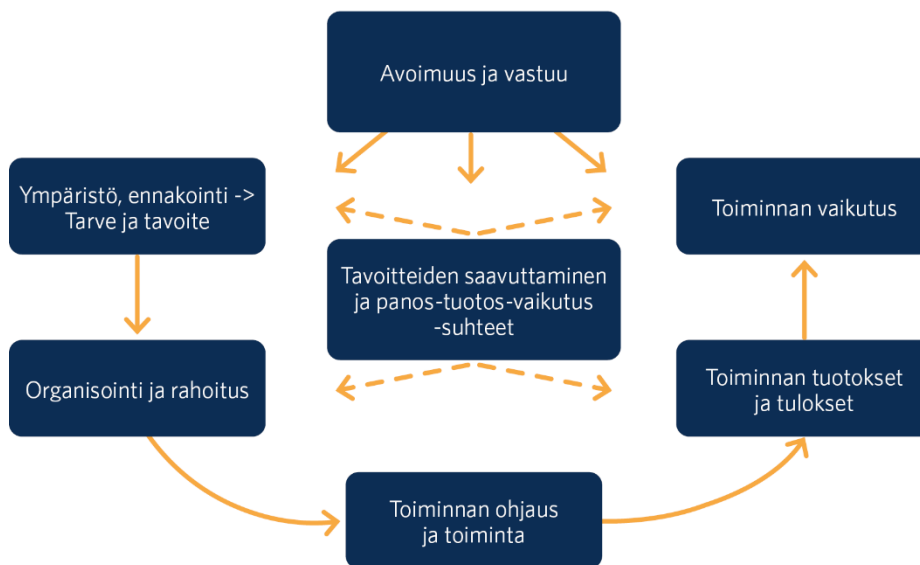 Avoimuus ja vastuu
Ympäristö, ennakointi ->
Tarve ja tavoite
Toiminnan vaikutus
Tavoitteiden saavuttaminen
ja panos-tuotos-vaikutus
-suhteet
Organisointi ja rahoitus
Toiminnan tuotokset
ja tulokset
Toiminnan ohjaus
ja toiminta